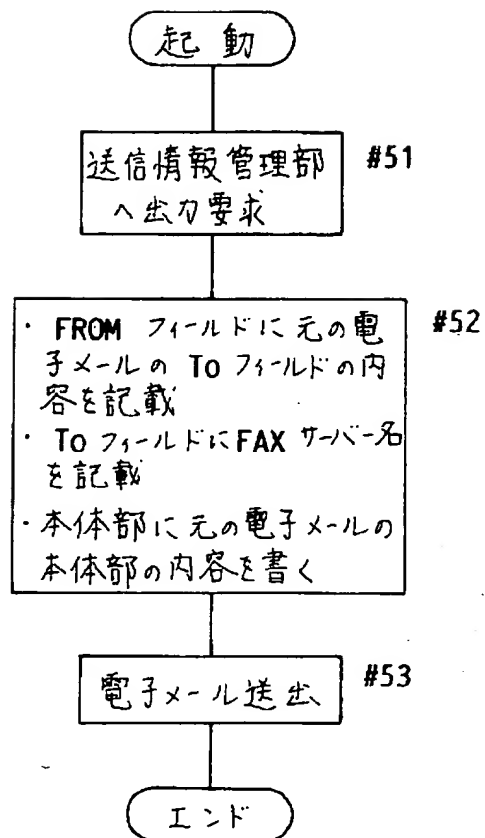 起動
送信情報管理部 #51
へ出力要求
・FROM フィールドに元の電 #52
子メールの To フィールドの内
容を記載
・To フィールドにFAX サーバー名
を記載
・本体部に元の電子メールの
本体部の内容を書く
電子メール送出 #53
エンド